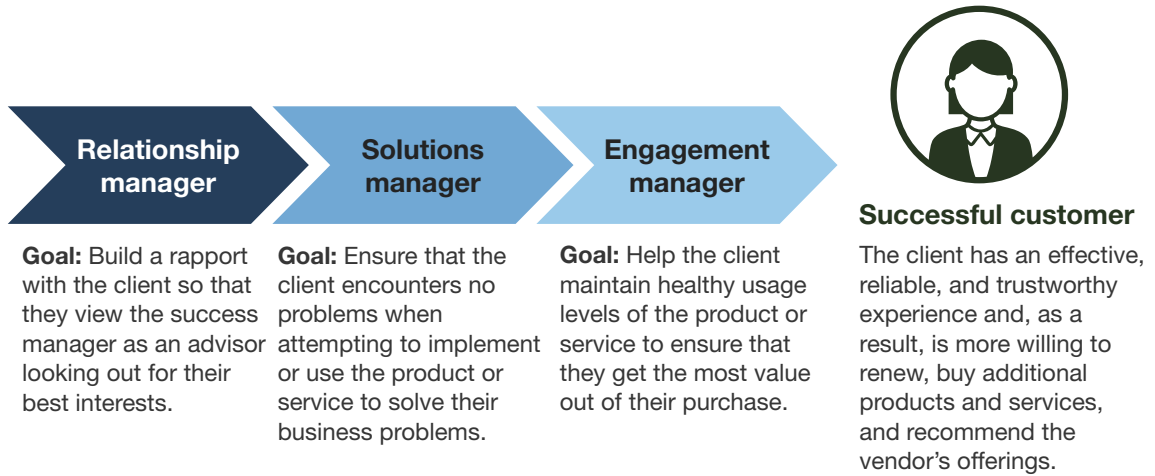 Relationship
manager
Solutions
manager
Engagement
manager
Goal: Build a rapport
with the client so that
they view the success
manager as an advisor
looking out for their
best interests.
Goal: Ensure that the
client encounters no
problems when
attempting to implement
or use the product or
service to solve their
business problems.
Goal: Help the client
maintain healthy usage
levels of the product or
service to ensure that
they get the most value
out of their purchase.
Successful customer
The client has an effective,
reliable, and trustworthy
experience and, as a
result, is more willing to
renew, buy additional
products and services,
and recommend the
vendor’s offerings.